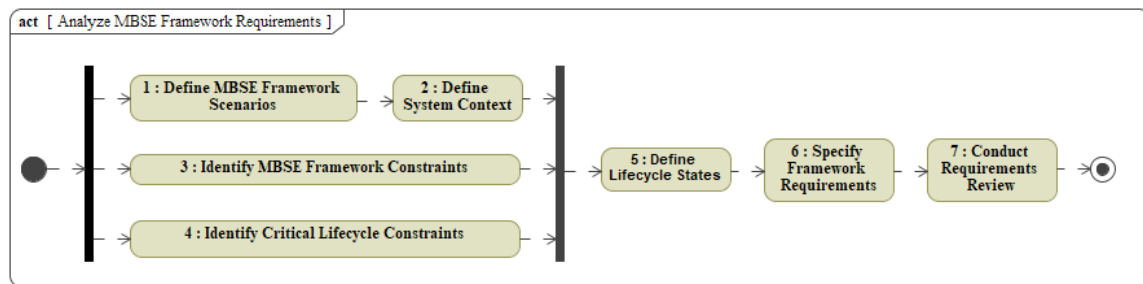 act [ Analyze MBSE Framework Requirements ]
1 : Define MBSE Framework
Scenarios
2 : Define
System Context
3 : Identify MBSE Framework Constraints
4 : Identify Critical Lifecycle Constraints
5 : Define
Lifecycle States
6 : Specify
Framework
Requirements
7 : Conduct
Requirements
Review